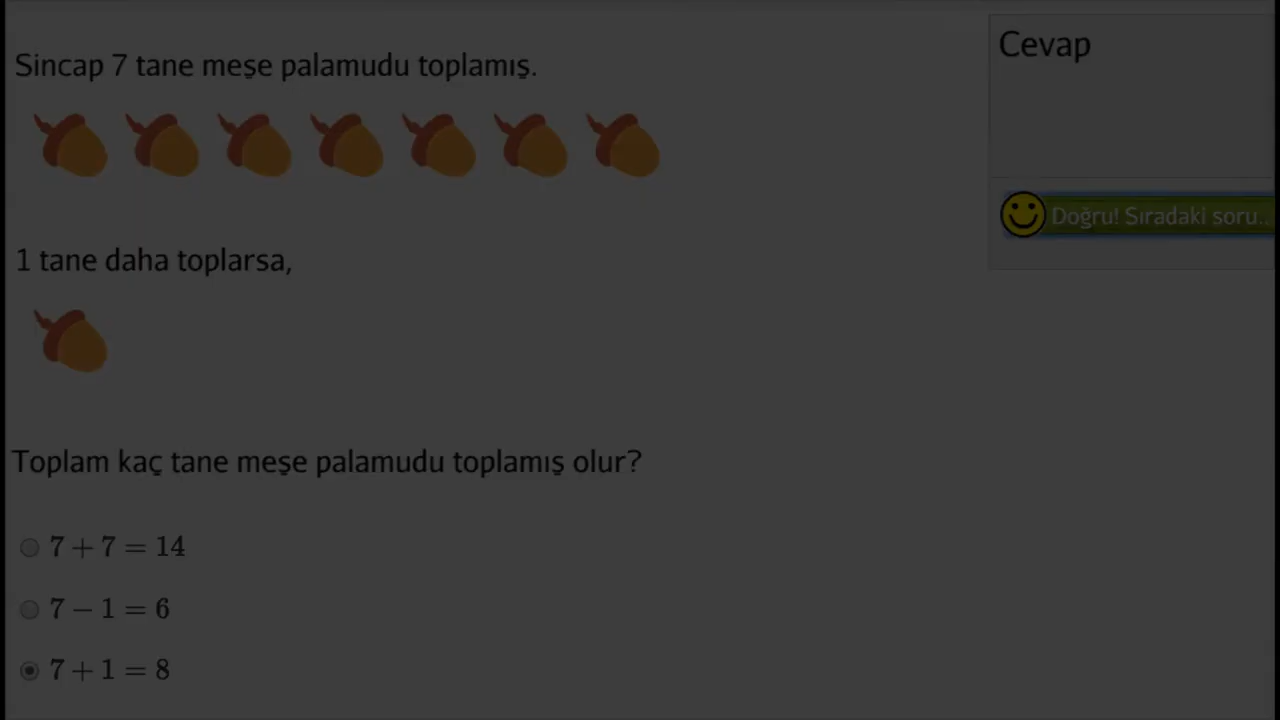 Sincap 7 tane meşe palamudu toplamış.
1 tane daha toplarsa,
Toplam kaç tane meşe palamudu toplamış olur?
7 + 7 = 14
7 − 1 = 6
7 + 1 = 8
Cevap
Doğru! Sıradaki soru..